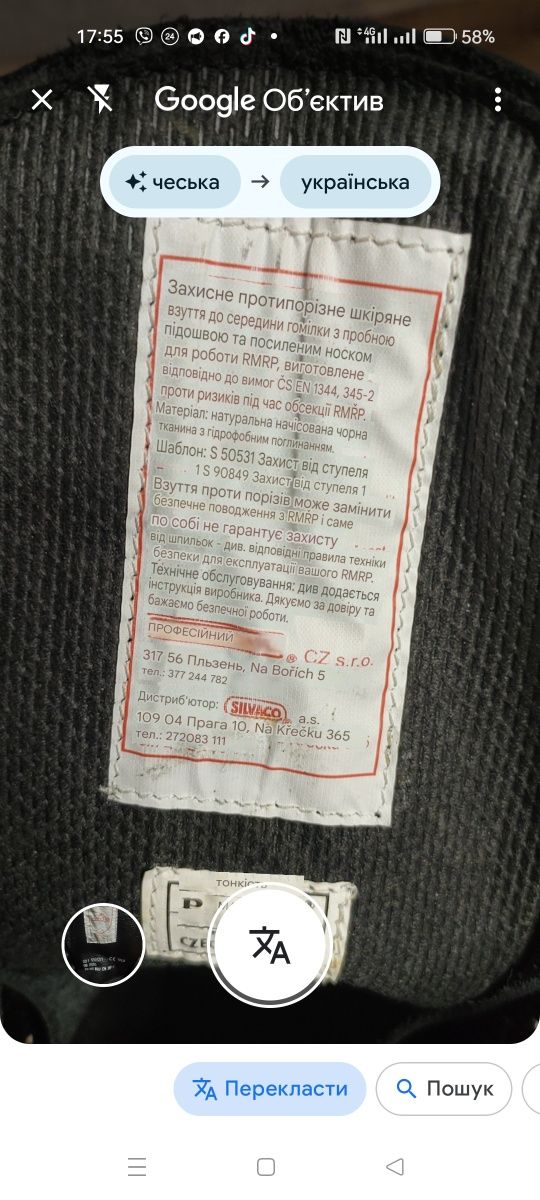 17:55
24
4G
58%
Google Об’єктив
чеська → українська
Захисне протипорізне шкіряне
взуття до середини гомілки з пробною
підошвою та посиленим носком
для роботи RMRP, виготовлене
відповідно до вимог ČS EN 1344, 345-2
проти ризиків під час обсекції RMŘP.
Матеріал: натуральна начісована чорна
тканина з гідрофобним поглинанням.
Шаблон: S 50531 Захист від ступеля
1 S 90849 Захист від ступеля 1
Взуття проти порізів може замінити
безпечне поводження з RMRP і саме
по собі не гарантує захисту
від шпильок - див. відповідні правила техніки
безпеки для експлуатації вашого RMRP.
Технічне обслуговування: див додається
інструкція виробника. Дякуємо за довіру та
бажаємо безпечної роботи.
ПРОФЕСІЙНИЙ
® CZ s.r.o.
317 56 Пльзень, Na Bořich 5
тел.: 377 244 782
Дистриб'ютор: SILVACO a.s.
109 04 Прага 10, Na Křečku 365
тел.: 272083 111
P
Перекласти
Пошук